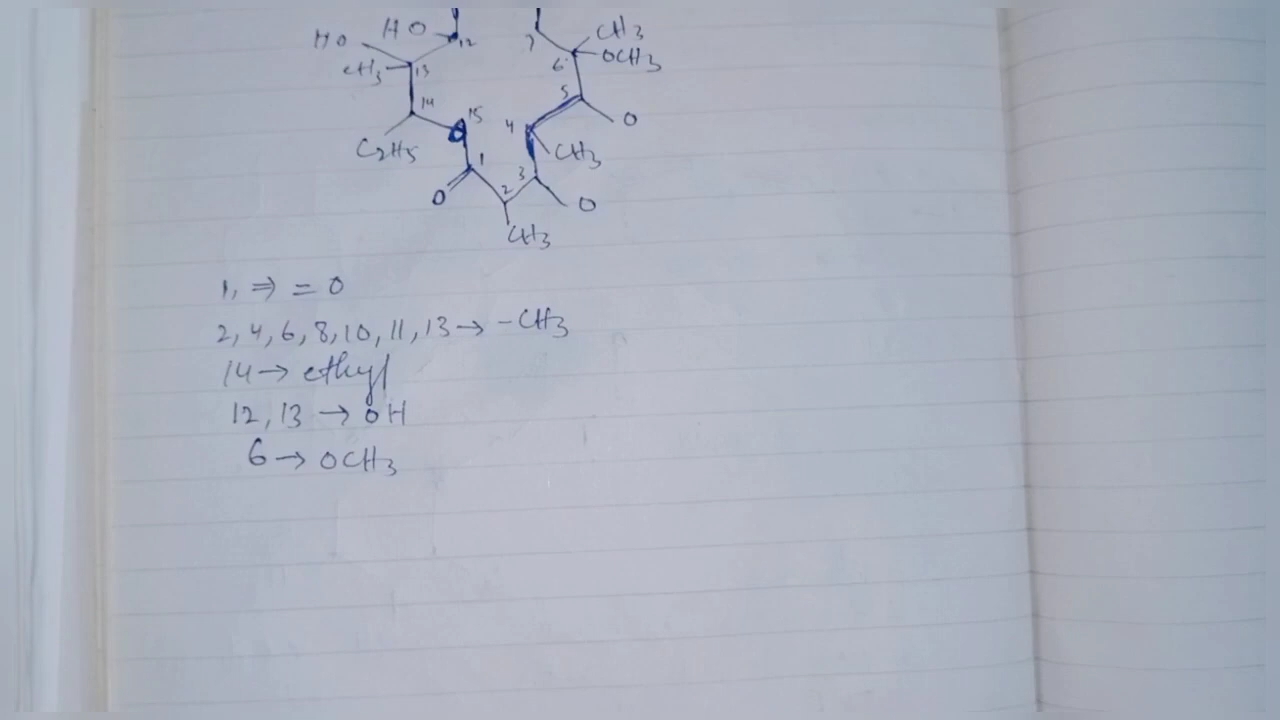 HO HO 12 7 CH3
CH3 13 6 OCH3
14 15 5
4 O
C2H5 CH3
1 3
O 2 O
CH3
1, ⇒ = O
2, 4, 6, 8, 10, 11, 13 → -CH3
14 → ethyl
12, 13 → OH
6 → OCH3